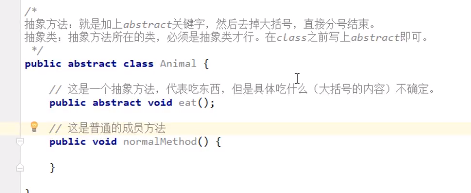 /*
抽象方法：就是加上abstract关键字，然后去掉大括号，直接分号结束。
抽象类：抽象方法所在的类，必须是抽象类才行。在class之前写上abstract即可。
*/
public abstract class Animal {
// 这是一个抽象方法，代表吃东西，但是具体吃什么（大括号的内容）不确定。
public abstract void eat();
// 这是普通的成员方法
public void normalMethod() {
}
}